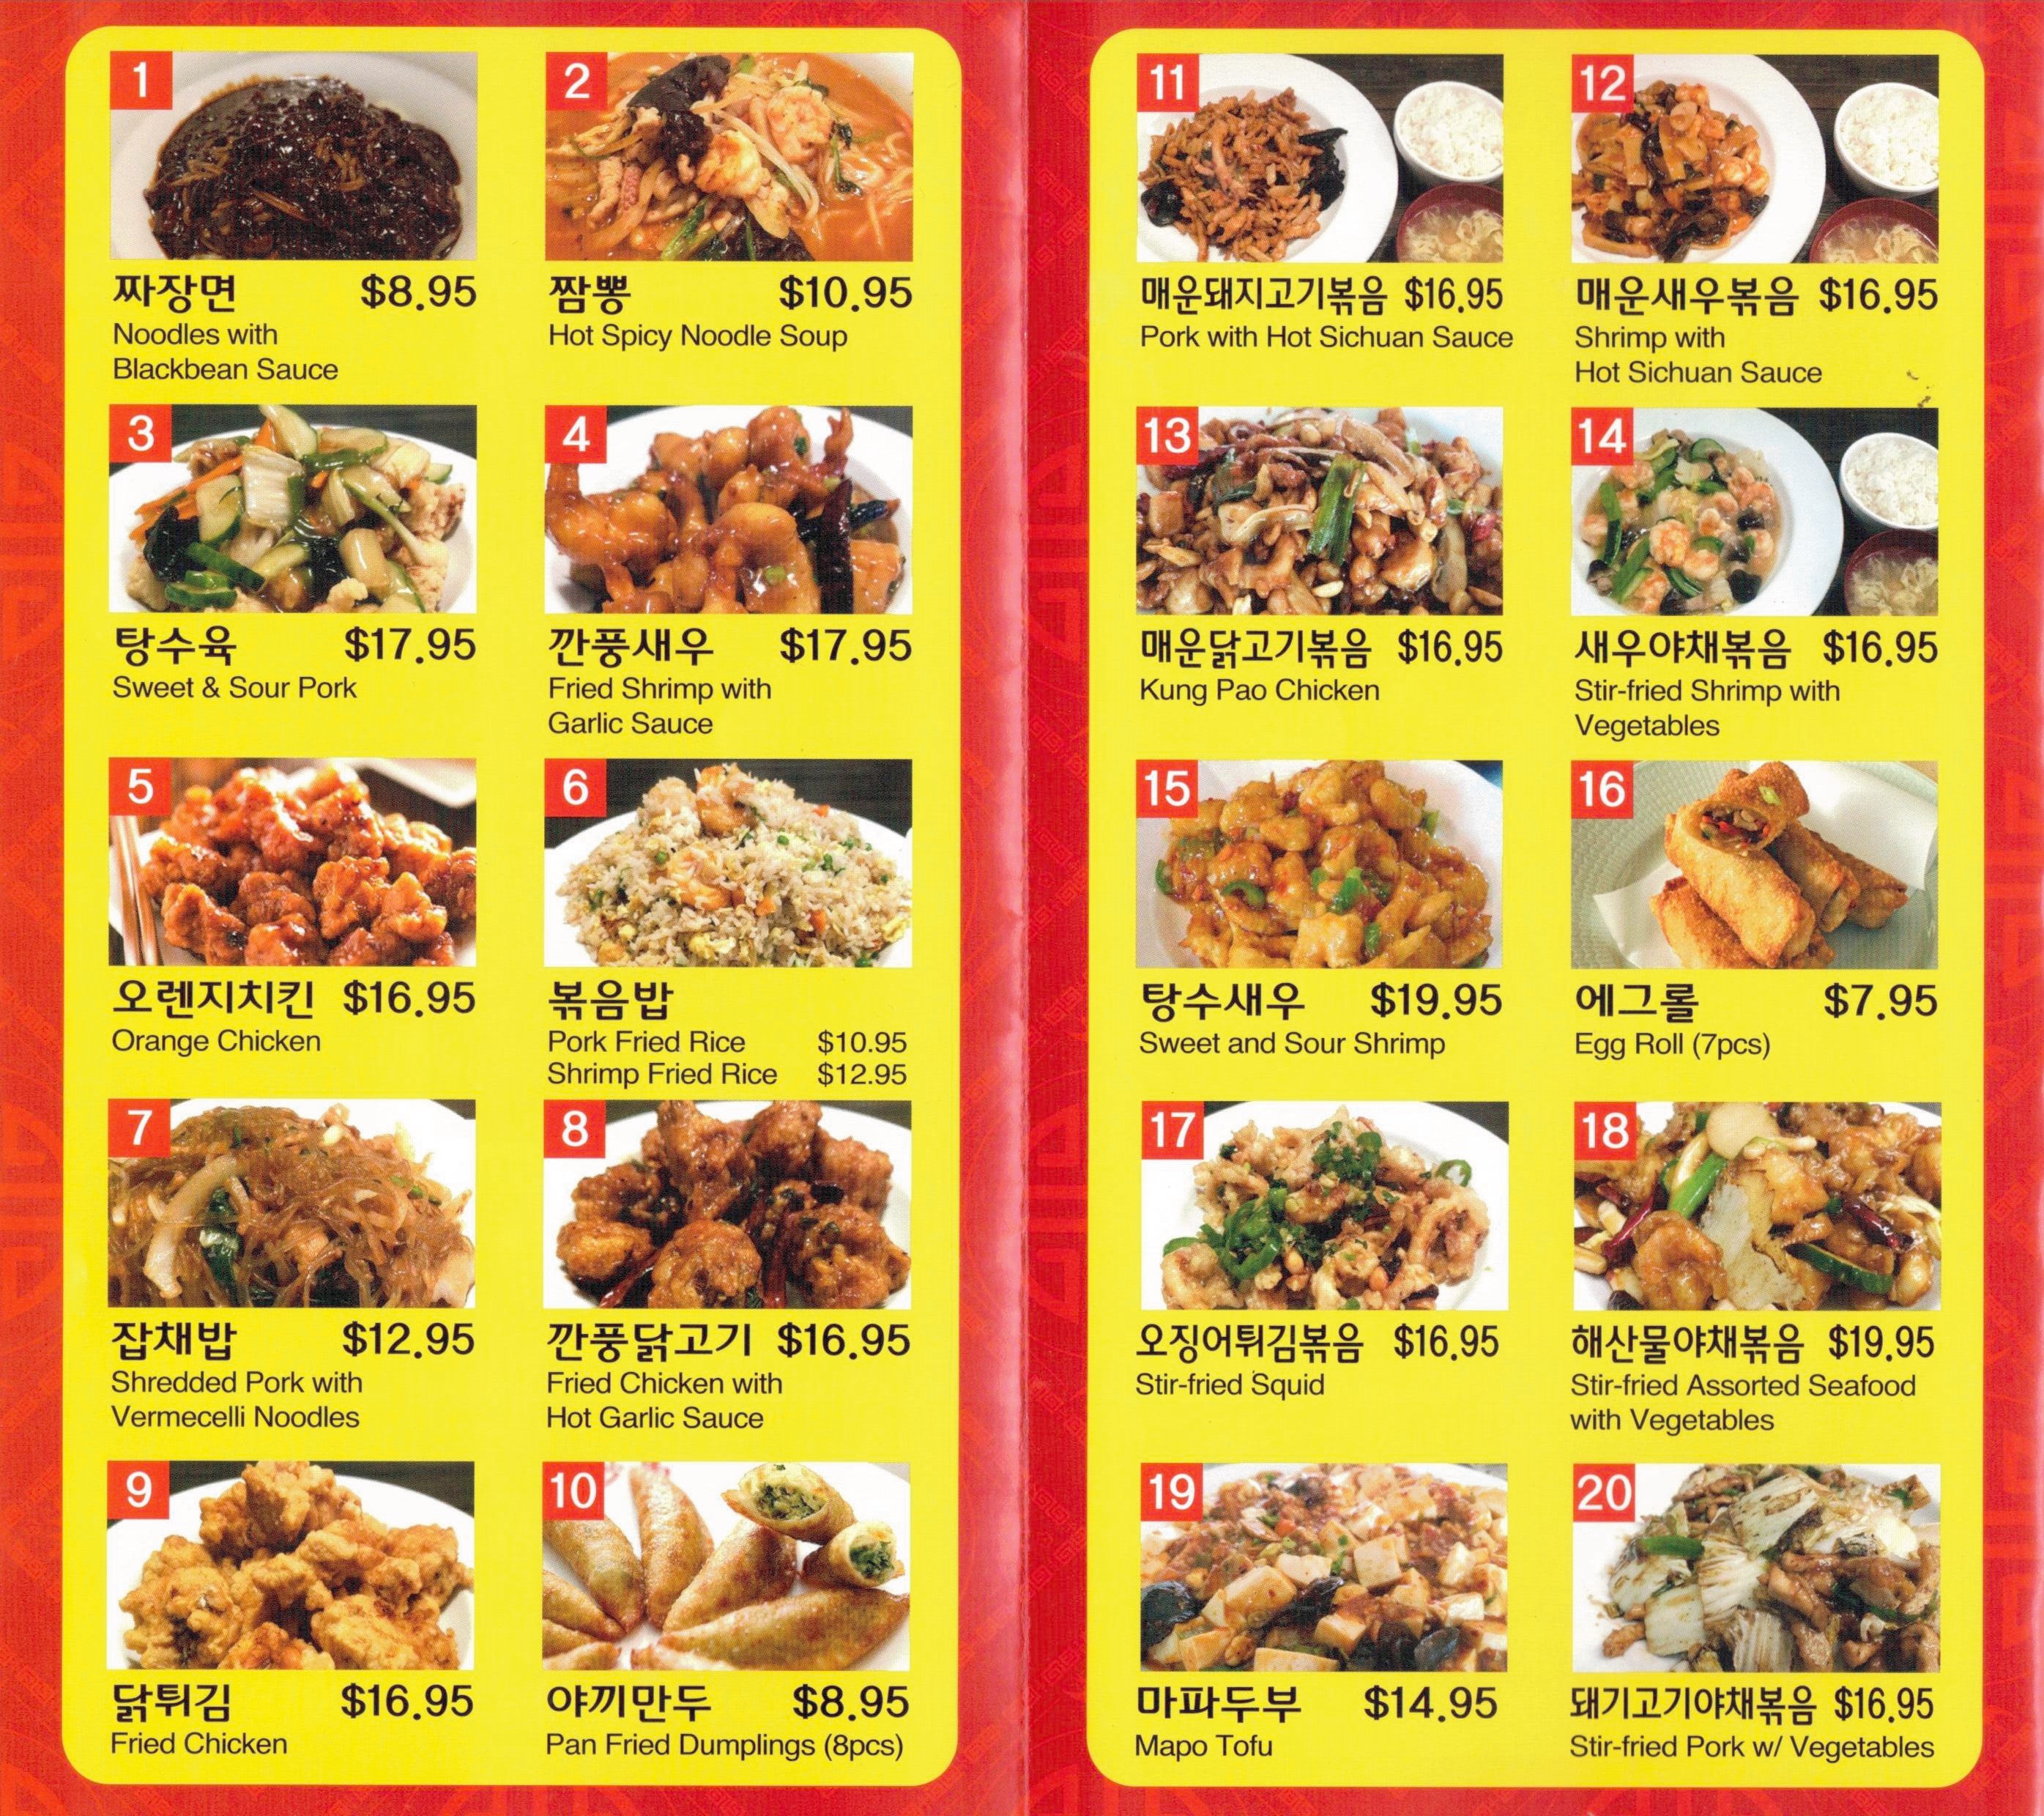 1
짜장면 $8.95
Noodles with
Blackbean Sauce
2
짬뽕 $10.95
Hot Spicy Noodle Soup
3
탕수육 $17.95
Sweet & Sour Pork
4
깐풍새우 $17.95
Fried Shrimp with
Garlic Sauce
5
오렌지치킨 $16.95
Orange Chicken
6
볶음밥
Pork Fried Rice $10.95
Shrimp Fried Rice $12.95
7
잡채밥 $12.95
Shredded Pork with
Vermecelli Noodles
8
깐풍닭고기 $16.95
Fried Chicken with
Hot Garlic Sauce
9
닭튀김 $16.95
Fried Chicken
10
야끼만두 $8.95
Pan Fried Dumplings (8pcs)
11
매운돼지고기볶음 $16.95
Pork with Hot Sichuan Sauce
12
매운새우볶음 $16.95
Shrimp with
Hot Sichuan Sauce
13
매운닭고기볶음 $16.95
Kung Pao Chicken
14
새우야채볶음 $16.95
Stir-fried Shrimp with
Vegetables
15
탕수새우 $19.95
Sweet and Sour Shrimp
16
에그롤 $7.95
Egg Roll (7pcs)
17
오징어튀김볶음 $16.95
Stir-fried Squid
18
해산물야채볶음 $19.95
Stir-fried Assorted Seafood
with Vegetables
19
마파두부 $14.95
Mapo Tofu
20
돼기고기야채볶음 $16.95
Stir-fried Pork w/ Vegetables